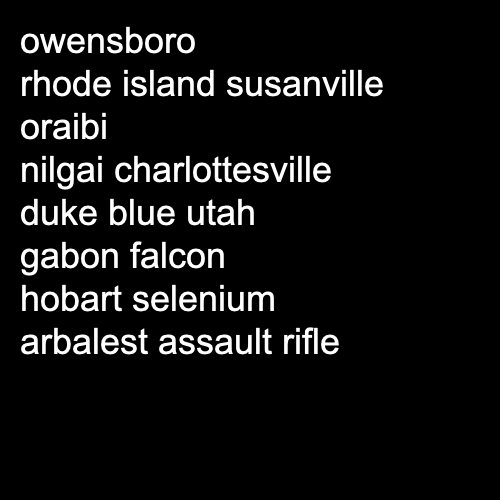 owensboro
rhode island susanville
oraibi
nilgai charlottesville
duke blue utah
gabon falcon
hobart selenium
arbalest assault rifle